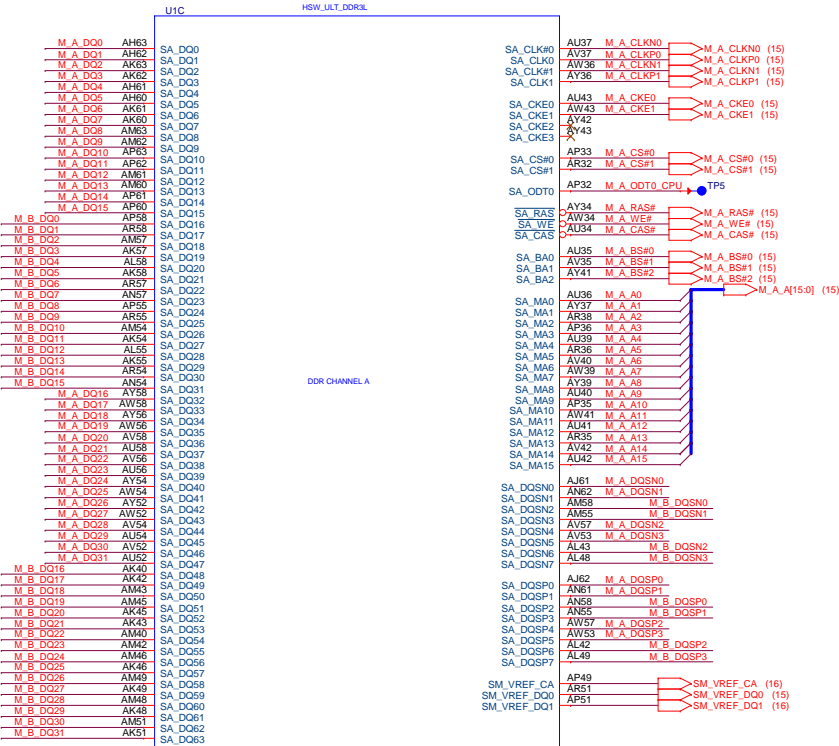 U1C
HSW_ULT_DDR3L
M_A_DQ0 AH63 SA_DQ0
M_A_DQ1 AH62 SA_DQ1
M_A_DQ2 AK63 SA_DQ2
M_A_DQ3 AK62 SA_DQ3
M_A_DQ4 AH61 SA_DQ4
M_A_DQ5 AH60 SA_DQ5
M_A_DQ6 AK61 SA_DQ6
M_A_DQ7 AK60 SA_DQ7
M_A_DQ8 AM63 SA_DQ8
M_A_DQ9 AM62 SA_DQ9
M_A_DQ10 AP63 SA_DQ10
M_A_DQ11 AP62 SA_DQ11
M_A_DQ12 AM61 SA_DQ12
M_A_DQ13 AM60 SA_DQ13
M_A_DQ14 AP61 SA_DQ14
M_A_DQ15 AP60 SA_DQ15
M_B_DQ0 AP58 SA_DQ16
M_B_DQ1 AR58 SA_DQ17
M_B_DQ2 AM57 SA_DQ18
M_B_DQ3 AK57 SA_DQ19
M_B_DQ4 AL58 SA_DQ20
M_B_DQ5 AK58 SA_DQ21
M_B_DQ6 AR57 SA_DQ22
M_B_DQ7 AN57 SA_DQ23
M_B_DQ8 AP55 SA_DQ24
M_B_DQ9 AR55 SA_DQ25
M_B_DQ10 AM54 SA_DQ26
M_B_DQ11 AK54 SA_DQ27
M_B_DQ12 AL55 SA_DQ28
M_B_DQ13 AK55 SA_DQ29
M_B_DQ14 AR54 SA_DQ30
M_B_DQ15 AN54 SA_DQ31
M_A_DQ16 AY58 SA_DQ32
M_A_DQ17 AW58 SA_DQ33
M_A_DQ18 AY56 SA_DQ34
M_A_DQ19 AW56 SA_DQ35
M_A_DQ20 AV58 SA_DQ36
M_A_DQ21 AU58 SA_DQ37
M_A_DQ22 AV56 SA_DQ38
M_A_DQ23 AU56 SA_DQ39
M_A_DQ24 AY54 SA_DQ40
M_A_DQ25 AW54 SA_DQ41
M_A_DQ26 AY52 SA_DQ42
M_A_DQ27 AW52 SA_DQ43
M_A_DQ28 AV54 SA_DQ44
M_A_DQ29 AU54 SA_DQ45
M_A_DQ30 AV52 SA_DQ46
M_A_DQ31 AU52 SA_DQ47
M_B_DQ16 AK40 SA_DQ48
M_B_DQ17 AK42 SA_DQ49
M_B_DQ18 AM43 SA_DQ50
M_B_DQ19 AM45 SA_DQ51
M_B_DQ20 AK45 SA_DQ52
M_B_DQ21 AK43 SA_DQ53
M_B_DQ22 AM40 SA_DQ54
M_B_DQ23 AM42 SA_DQ55
M_B_DQ24 AM46 SA_DQ56
M_B_DQ25 AK46 SA_DQ57
M_B_DQ26 AM49 SA_DQ58
M_B_DQ27 AK49 SA_DQ59
M_B_DQ28 AM48 SA_DQ60
M_B_DQ29 AK48 SA_DQ61
M_B_DQ30 AM51 SA_DQ62
M_B_DQ31 AK51 SA_DQ63
DDR CHANNEL A
SA_CLK#0 AU37 M_A_CLKN0 M_A_CLKN0 (15)
SA_CLK0 AV37 M_A_CLKP0 M_A_CLKP0 (15)
SA_CLK#1 AW36 M_A_CLKN1 M_A_CLKN1 (15)
SA_CLK1 AY36 M_A_CLKP1 M_A_CLKP1 (15)
SA_CKE0 AU43 M_A_CKE0 M_A_CKE0 (15)
SA_CKE1 AW43 M_A_CKE1 M_A_CKE1 (15)
SA_CKE2 AY42
SA_CKE3 AY43
SA_CS#0 AP33 M_A_CS#0 M_A_CS#0 (15)
SA_CS#1 AR32 M_A_CS#1 M_A_CS#1 (15)
SA_ODT0 AP32 M_A_ODT0_CPU TP5
SA_RAS AY34 M_A_RAS# M_A_RAS# (15)
SA_WE AW34 M_A_WE# M_A_WE# (15)
SA_CAS AU34 M_A_CAS# M_A_CAS# (15)
SA_BA0 AU35 M_A_BS#0 M_A_BS#0 (15)
SA_BA1 AV35 M_A_BS#1 M_A_BS#1 (15)
SA_BA2 AY41 M_A_BS#2 M_A_BS#2 (15)
M_A_A[15:0] (15)
SA_MA0 AU36 M_A_A0
SA_MA1 AY37 M_A_A1
SA_MA2 AR38 M_A_A2
SA_MA3 AP36 M_A_A3
SA_MA4 AU39 M_A_A4
SA_MA5 AR36 M_A_A5
SA_MA6 AV40 M_A_A6
SA_MA7 AW39 M_A_A7
SA_MA8 AY39 M_A_A8
SA_MA9 AU40 M_A_A9
SA_MA10 AP35 M_A_A10
SA_MA11 AW41 M_A_A11
SA_MA12 AU41 M_A_A12
SA_MA13 AR35 M_A_A13
SA_MA14 AV42 M_A_A14
SA_MA15 AU42 M_A_A15
SA_DQSN0 AJ61 M_A_DQSN0
SA_DQSN1 AN62 M_A_DQSN1
SA_DQSN2 AM58 M_B_DQSN0
SA_DQSN3 AM55 M_B_DQSN1
SA_DQSN4 AV57 M_A_DQSN2
SA_DQSN5 AV53 M_A_DQSN3
SA_DQSN6 AL43 M_B_DQSN2
SA_DQSN7 AL48 M_B_DQSN3
SA_DQSP0 AJ62 M_A_DQSP0
SA_DQSP1 AN61 M_A_DQSP1
SA_DQSP2 AN58 M_B_DQSP0
SA_DQSP3 AN55 M_B_DQSP1
SA_DQSP4 AW57 M_A_DQSP2
SA_DQSP5 AW53 M_A_DQSP3
SA_DQSP6 AL42 M_B_DQSP2
SA_DQSP7 AL49 M_B_DQSP3
SM_VREF_CA AP49 SM_VREF_CA (16)
SM_VREF_DQ0 AR51 SM_VREF_DQ0 (15)
SM_VREF_DQ1 AP51 SM_VREF_DQ1 (16)